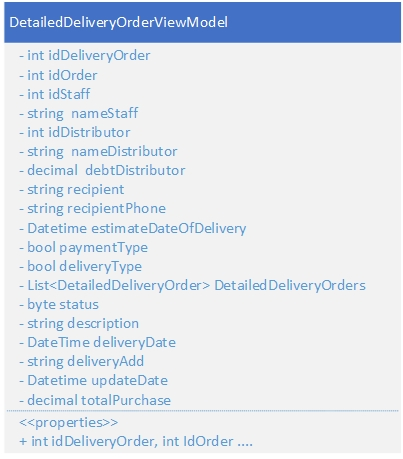 DetailedDeliveryOrderViewModel
- int idDeliveryOrder
- int idOrder
- int idStaff
- string  nameStaff
- int idDistributor
- string  nameDistributor
- decimal  debtDistributor
- string recipient
- string recipientPhone
- Datetime estimateDateOfDelivery
- bool paymentType
- bool deliveryType
- List<DetailedDeliveryOrder> DetailedDeliveryOrders
- byte status
- string description
- DateTime deliveryDate
- string deliveryAdd
- Datetime updateDate
- decimal totalPurchase
<<properties>>
+ int idDeliveryOrder, int IdOrder ....